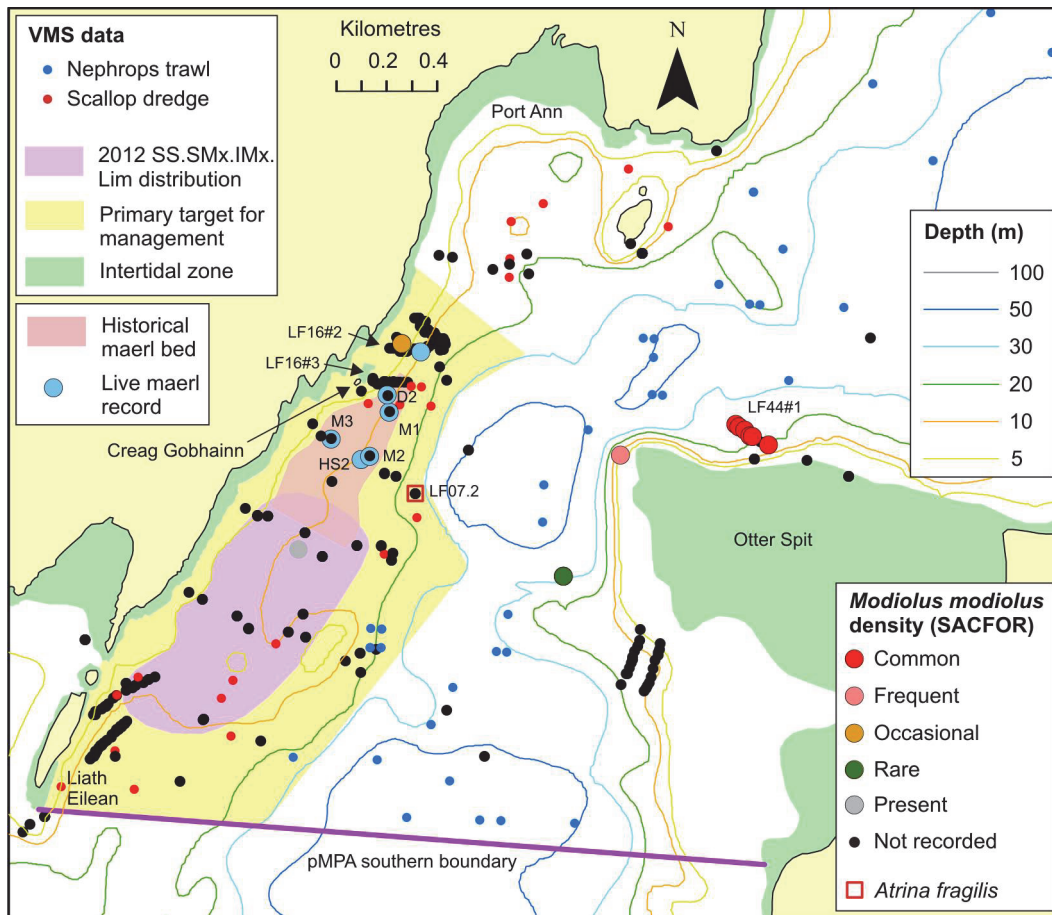 VMS data
Nephrops trawl
Scallop dredge
2012 SS.SMx.IMx.
Lim distribution
Primary target for
management
Intertidal zone
Historical
maerl bed
Live maerl
record
Kilometres
0 0.2 0.4
N
Port Ann
Depth (m)
100
50
30
20
10
5
LF16#2
LF16#3
Creag Gobhainn
D2
M1
M3
M2
HS2
LF07.2
LF44#1
Otter Spit
Liath
Eilean
pMPA southern boundary
Modiolus modiolus
density (SACFOR)
Common
Frequent
Occasional
Rare
Present
Not recorded
Atrina fragilis